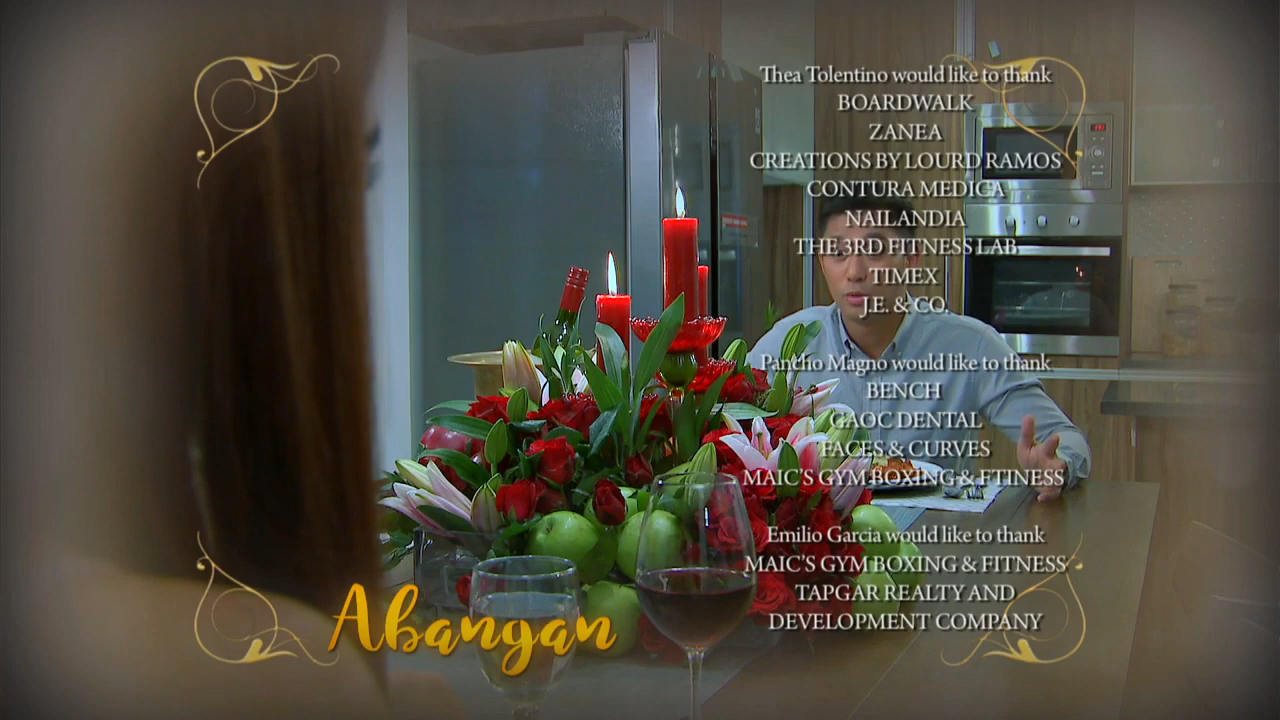 Thea Tolentino would like to thank
BOARDWALK
ZANEA
CREATIONS BY LOURD RAMOS
CONTURA MEDICA
NAILANDIA
THE 3RD FITNESS LAB
TIMEX
J.E. & CO.
Pancho Magno would like to thank
BENCH
GAOC DENTAL
FACES & CURVES
MAIC'S GYM BOXING & FTINESS
Emilio Garcia would like to thank
MAIC'S GYM BOXING & FITNESS
TAPGAR REALTY AND
DEVELOPMENT COMPANY
Abangan